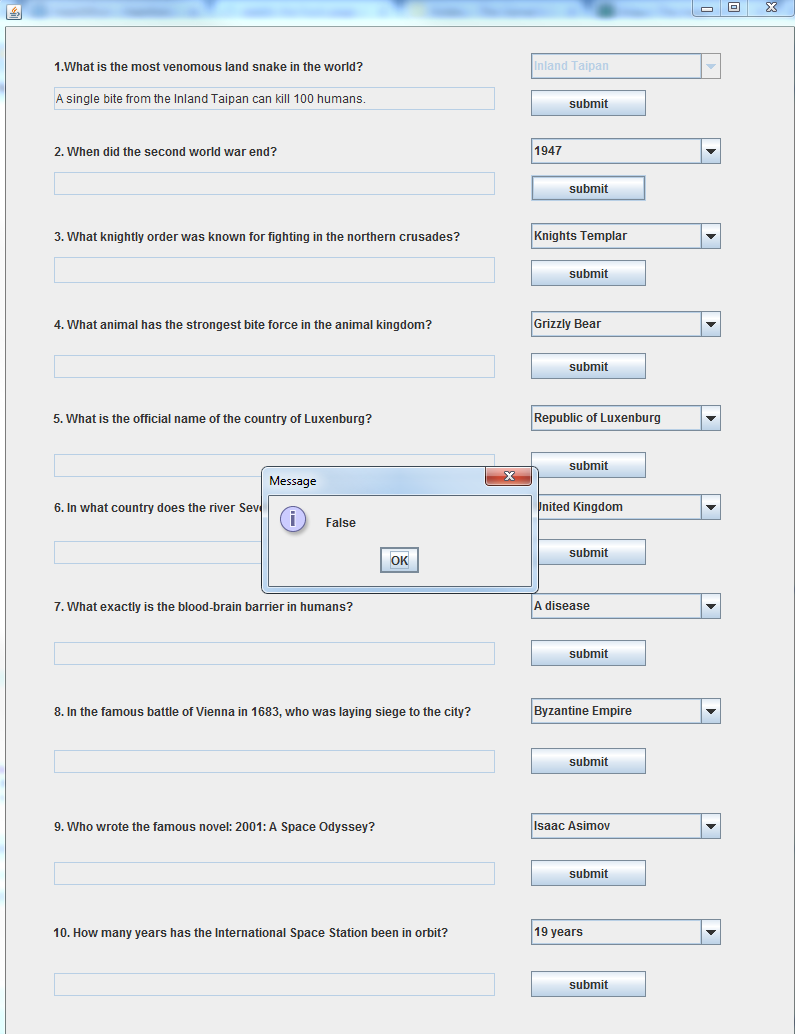 1.What is the most venomous land snake in the world?
Inland Taipan
A single bite from the Inland Taipan can kill 100 humans.
submit
2. When did the second world war end?
1947
submit
3. What knightly order was known for fighting in the northern crusades?
Knights Templar
submit
4. What animal has the strongest bite force in the animal kingdom?
Grizzly Bear
submit
5. What is the official name of the country of Luxenburg?
Republic of Luxenburg
submit
Message
False
OK
6. In what country does the river Seve
United Kingdom
submit
7. What exactly is the blood-brain barrier in humans?
A disease
submit
8. In the famous battle of Vienna in 1683, who was laying siege to the city?
Byzantine Empire
submit
9. Who wrote the famous novel: 2001: A Space Odyssey?
Isaac Asimov
submit
10. How many years has the International Space Station been in orbit?
19 years
submit